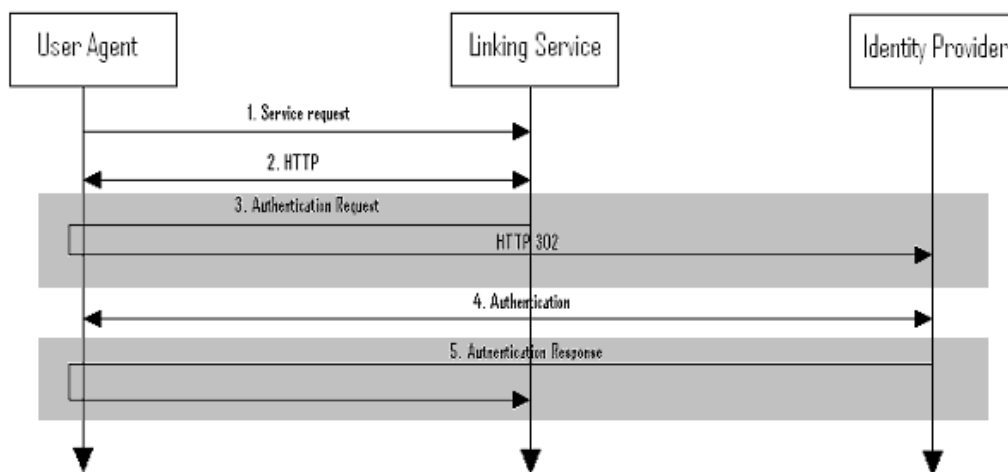 User Agent
Linking Service
Identity Provider
1. Service request
2. HTTP
3. Authentication Request
HTTP 302
4. Authentication
5. Autnentication Response